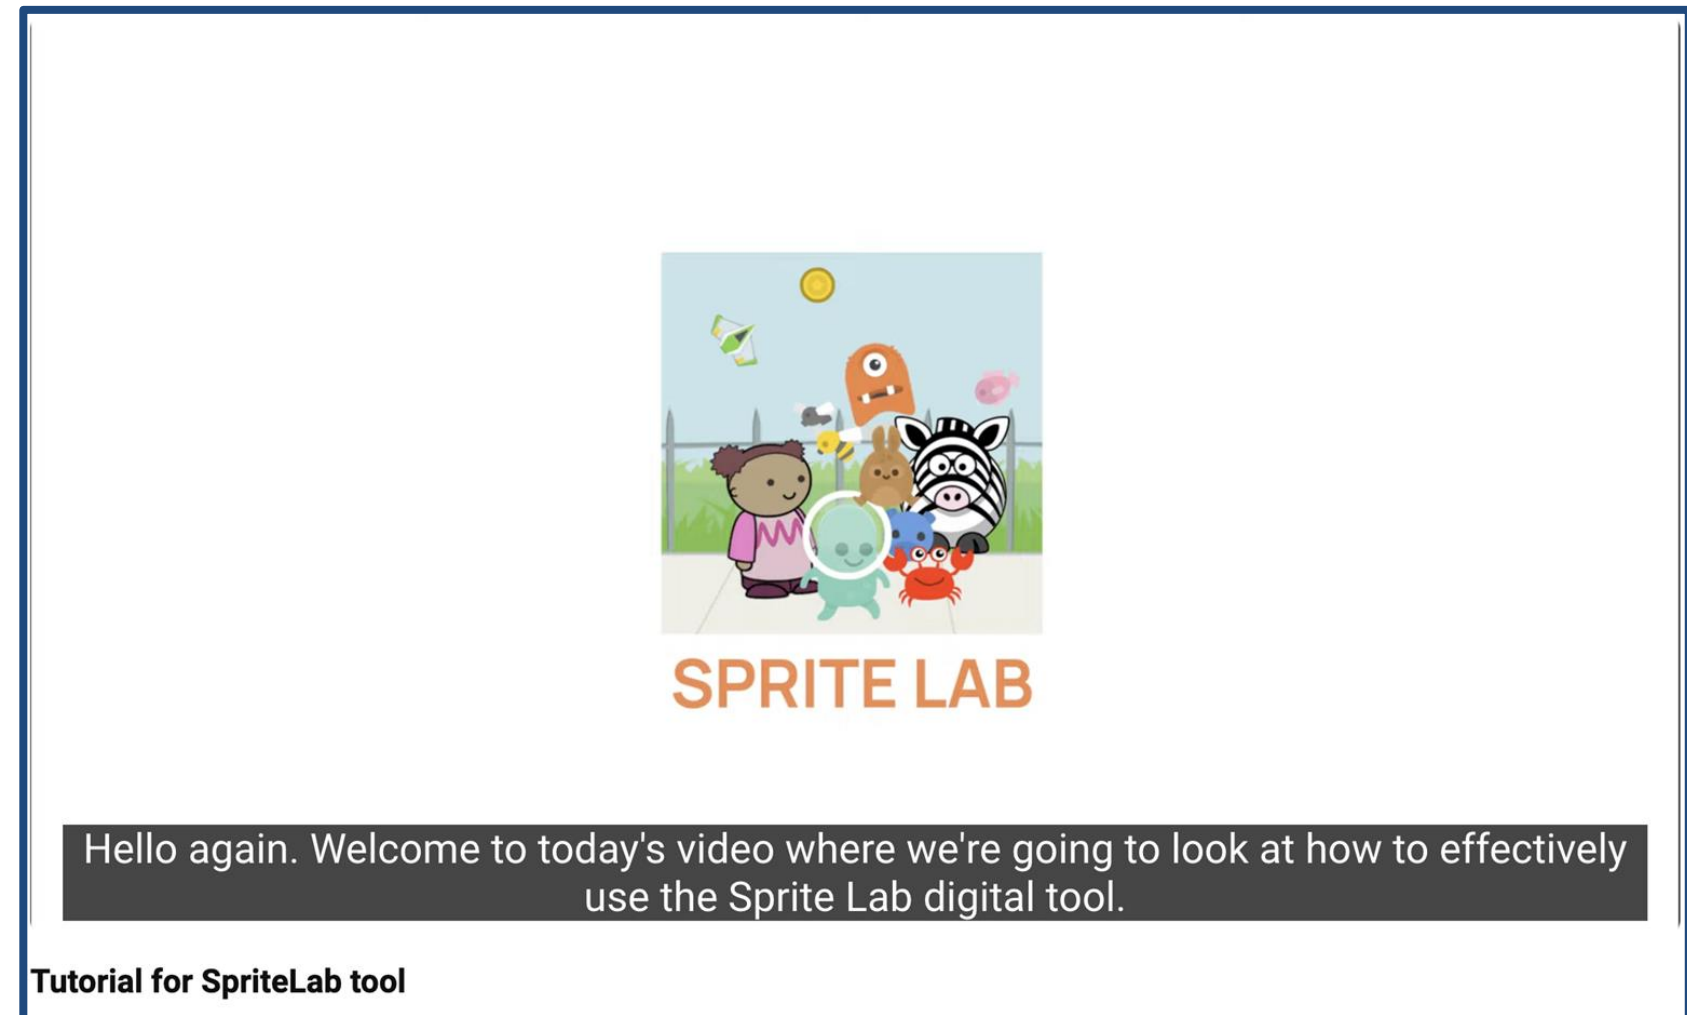 SPRITE LAB
Hello again. Welcome to today's video where we're going to look at how to effectively
use the Sprite Lab digital tool.
Tutorial for SpriteLab tool